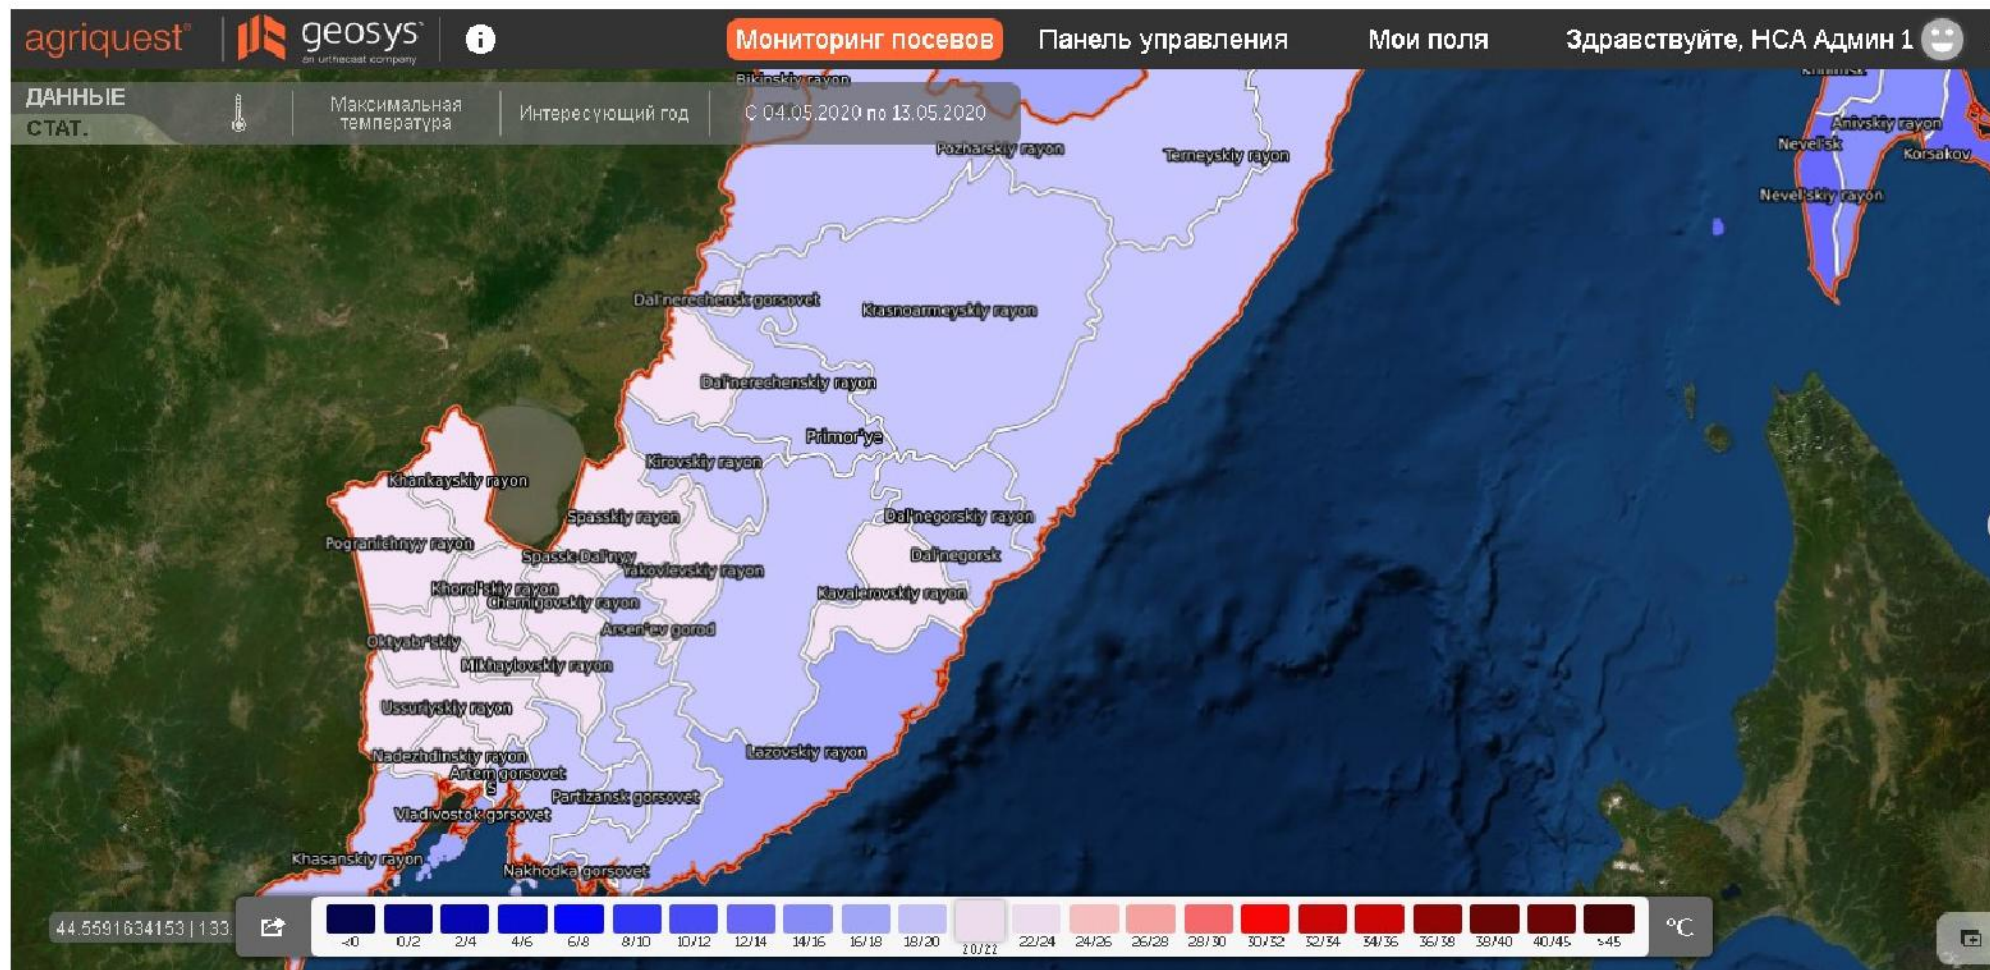 agriquest®
geosys
an urthecast company
i
Мониторинг посевов
Панель управления
Мои поля
Здравствуйте, НСА Админ 1
ДАННЫЕ
СТАТ.
Максимальная
температура
Интересующий год
С 04.05.2020 по 13.05.2020
Bikinskiy rayon
Pozharskiy rayon
Terneyskiy rayon
Anivskiy rayon
Nevel'sk
Korsakov
Nevel'skiy rayon
Dal'nerechensk gorsovet
Krasnoarmeyskiy rayon
Dal'nerechenskiy rayon
Primor'ye
Kirovskiy rayon
Khankayskiy rayon
Spasskiy rayon
Dal'negorskiy rayon
Pogranichnyy rayon
Spassk-Dal'nyy
Dal'negorsk
Yakovlevskiy rayon
Khorol'skiy rayon
Chernigovskiy rayon
Kavalerovskiy rayon
Arsen'ev gorod
Oktyabr'skiy
Mikhaylovskiy rayon
Ussuriyskiy rayon
Lazovskiy rayon
Nadezhdinskiy rayon
Artem gorsovet
S
Partizansk gorsovet
Vladivostok gorsovet
Khasanskiy rayon
Nakhodka gorsovet
44.5591634153 | 133.
<0 0/2 2/4 4/6 6/8 8/10 10/12 12/14 14/16 16/18 18/20 20/22 22/24 24/26 26/28 28/30 30/32 32/34 34/36 36/38 38/40 40/45 >45
°C